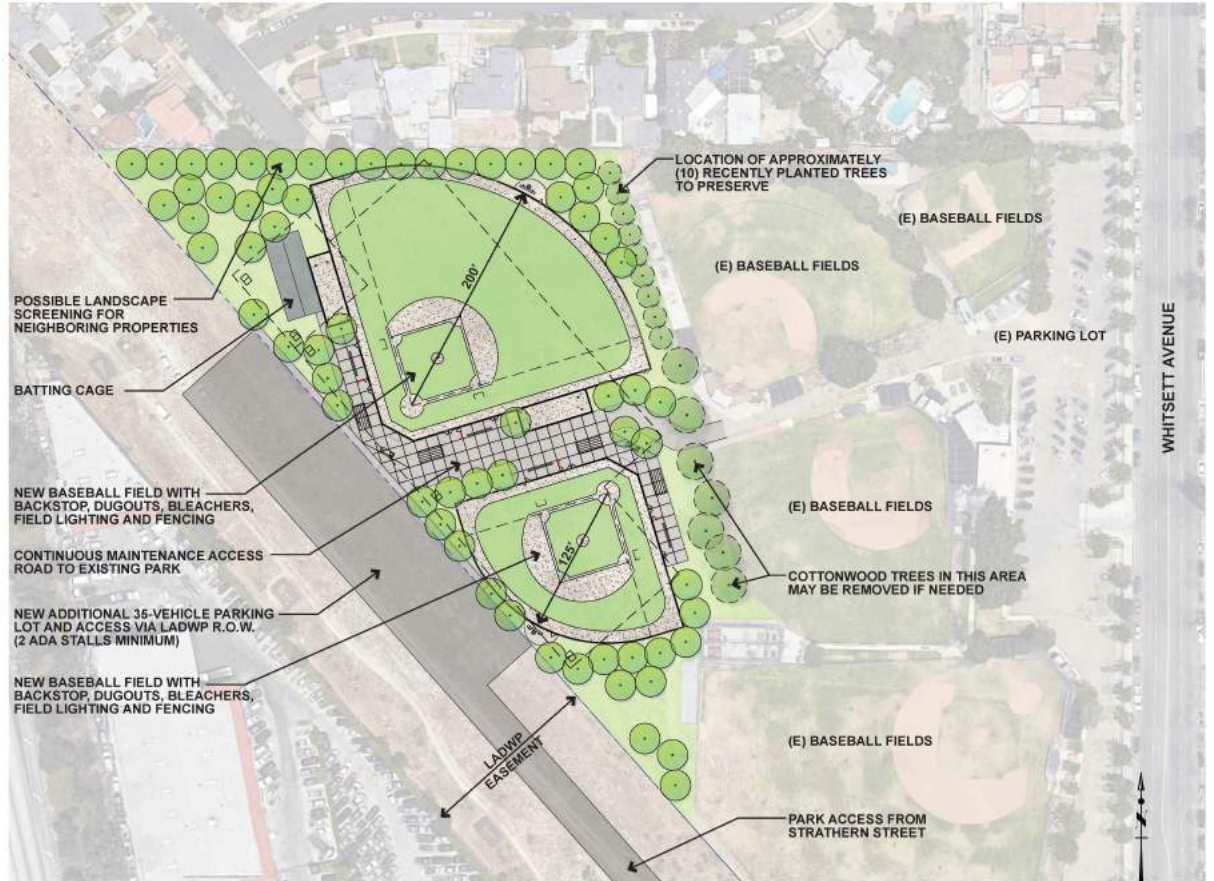 LOCATION OF APPROXIMATELY
(10) RECENTLY PLANTED TREES
TO PRESERVE
(E) BASEBALL FIELDS
(E) BASEBALL FIELDS
200'
POSSIBLE LANDSCAPE
SCREENING FOR
NEIGHBORING PROPERTIES
(E) PARKING LOT
WHITSETT AVENUE
BATTING CAGE
NEW BASEBALL FIELD WITH
BACKSTOP, DUGOUTS, BLEACHERS,
FIELD LIGHTING AND FENCING
(E) BASEBALL FIELDS
CONTINUOUS MAINTENANCE ACCESS
ROAD TO EXISTING PARK
125'
COTTONWOOD TREES IN THIS AREA
MAY BE REMOVED IF NEEDED
NEW ADDITIONAL 35-VEHICLE PARKING
LOT AND ACCESS VIA LADWP R.O.W.
(2 ADA STALLS MINIMUM)
NEW BASEBALL FIELD WITH
BACKSTOP, DUGOUTS, BLEACHERS,
FIELD LIGHTING AND FENCING
LADWP
EASEMENT
(E) BASEBALL FIELDS
PARK ACCESS FROM
STRATHERN STREET